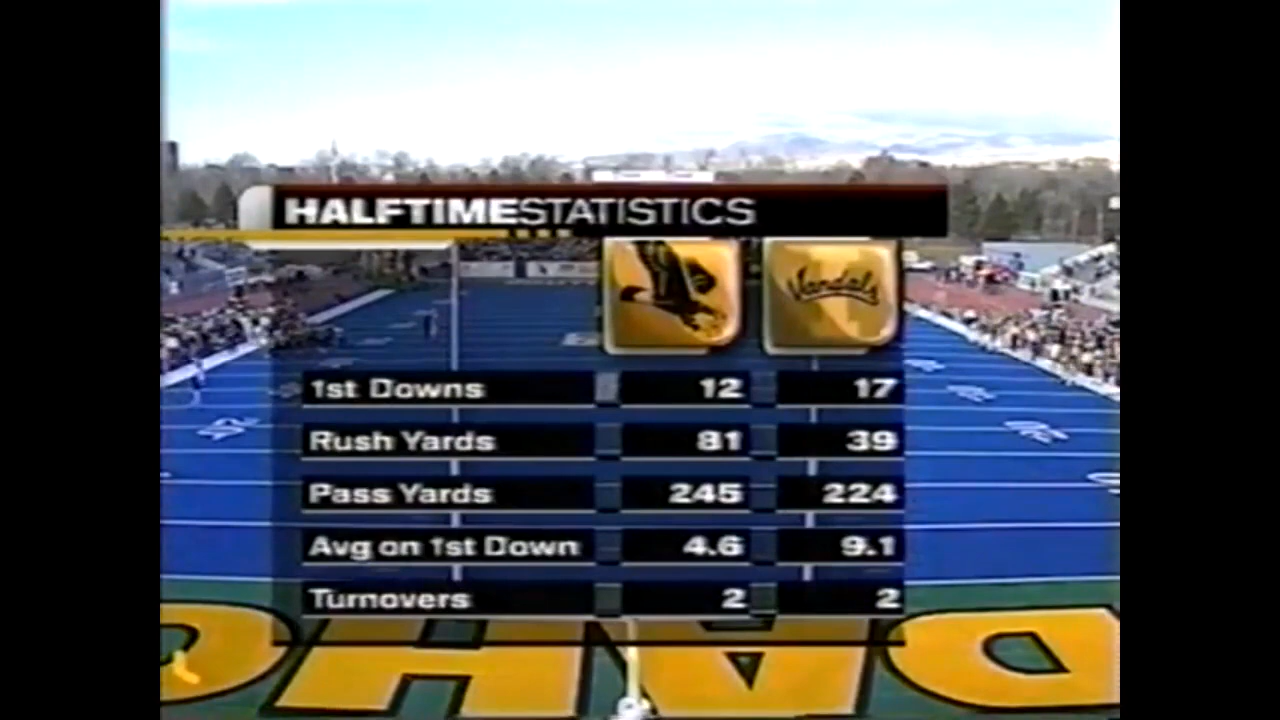 HALFTIMESTATISTICS
Vandals
1st Downs 12 17
Rush Yards 81 39
Pass Yards 245 224
Avg on 1st Down 4.6 9.1
Turnovers 2 2